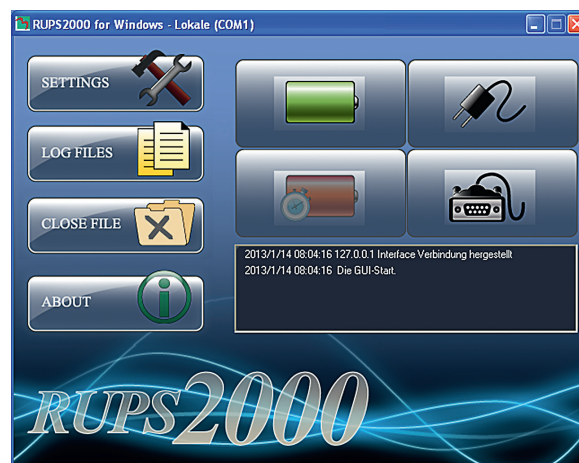 RUPS2000 for Windows - Lokale (COM1)
SETTINGS
LOG FILES
CLOSE FILE
ABOUT
2013/1/14 08:04:16 127.0.0.1 Interface Verbindung hergestellt
2013/1/14 08:04:16 Die GUI-Start.
RUPS2000